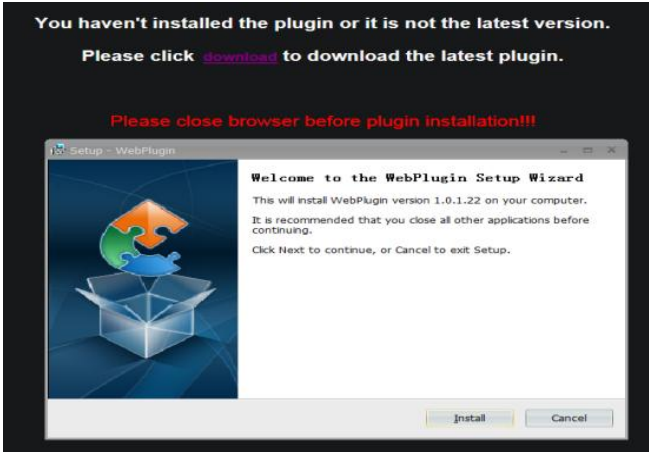 You haven't installed the plugin or it is not the latest version.
Please click download to download the latest plugin.
Please close browser before plugin installation!!!
Setup - WebPlugin
Welcome to the WebPlugin Setup Wizard
This will install WebPlugin version 1.0.1.22 on your computer.
It is recommended that you close all other applications before
continuing.
Click Next to continue, or Cancel to exit Setup.
Install
Cancel